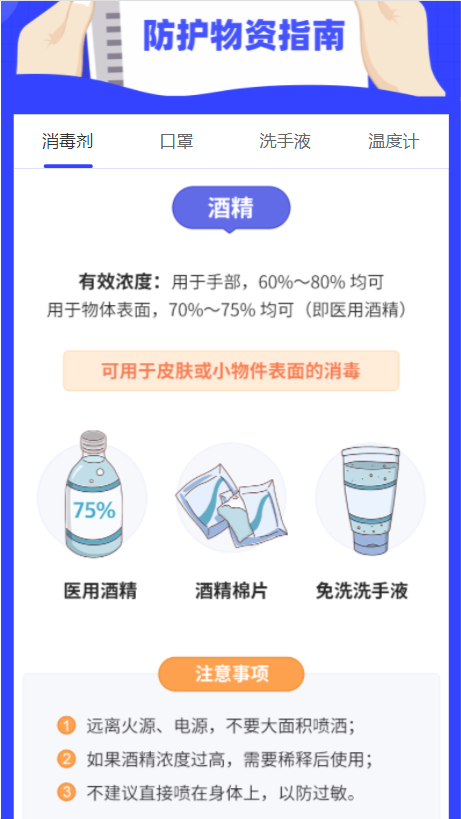 防护物资指南
消毒剂 口罩 洗手液 温度计
酒精
有效浓度：用于手部，60%～80% 均可
用于物体表面，70%～75% 均可（即医用酒精）
可用于皮肤或小物件表面的消毒
75%
医用酒精 酒精棉片 免洗洗手液
注意事项
1 远离火源、电源，不要大面积喷洒；
2 如果酒精浓度过高，需要稀释后使用；
3 不建议直接喷在身体上，以防过敏。